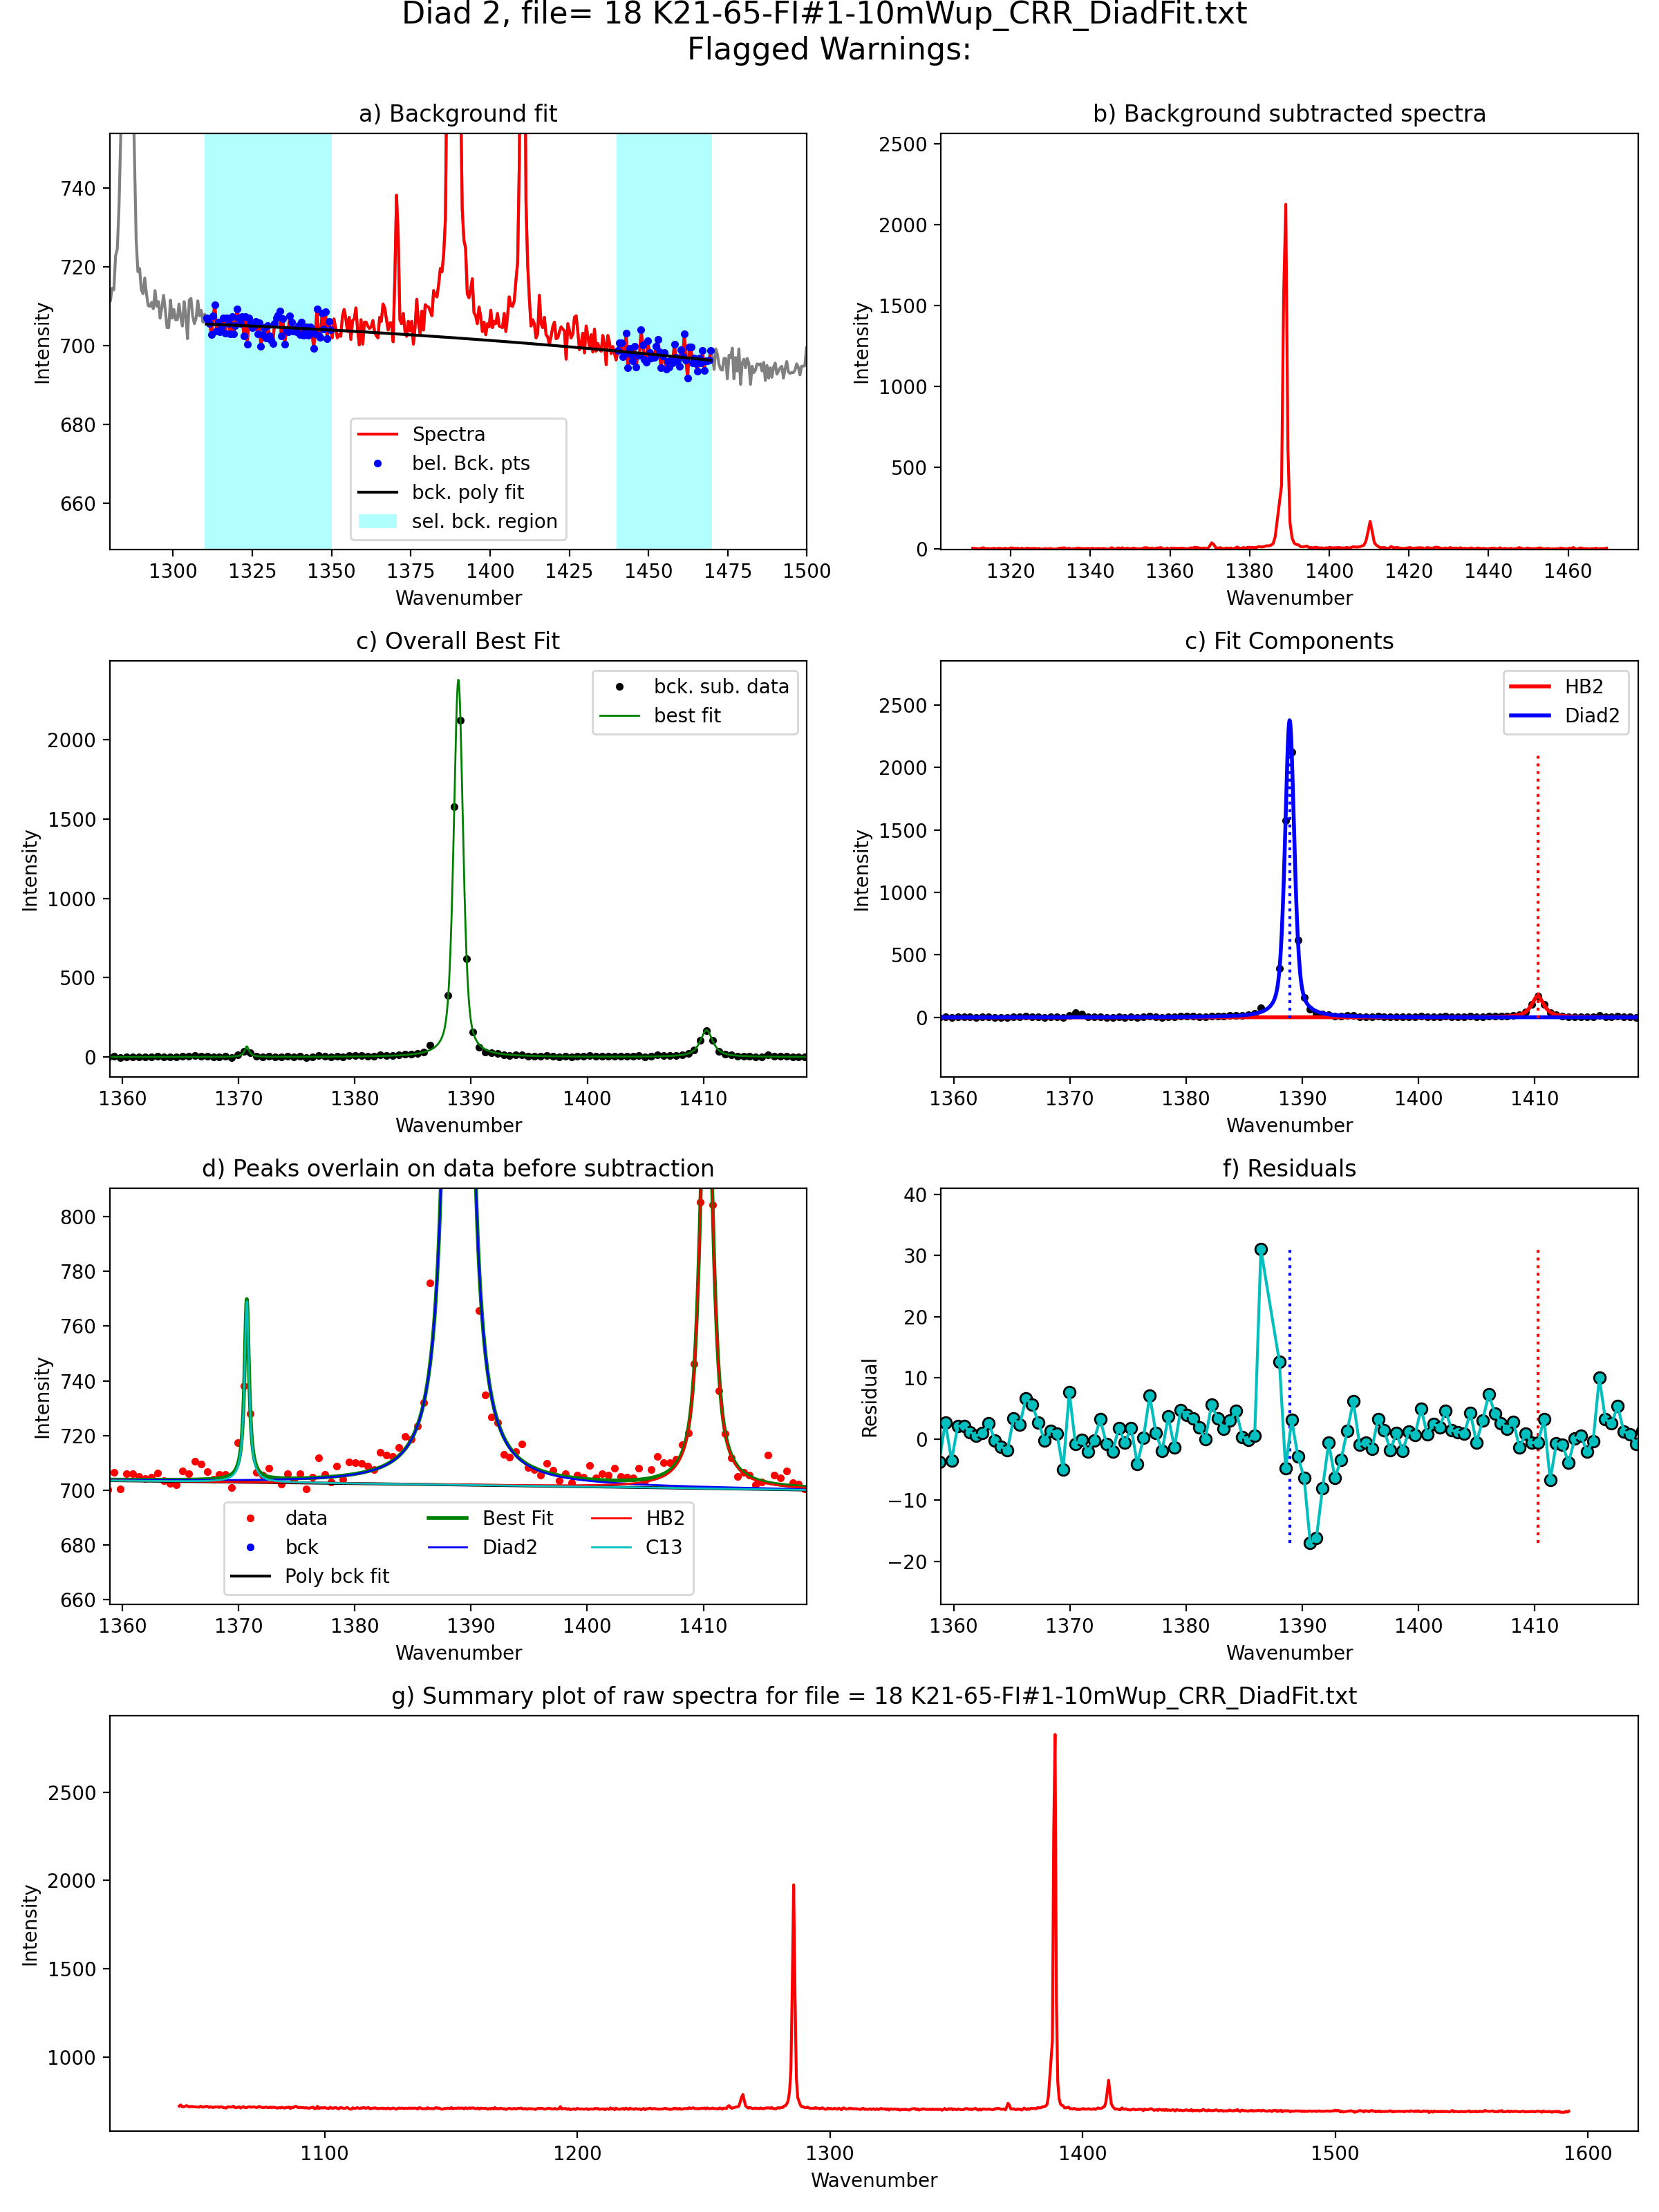 Diad 2, file= 18 K21-65-FI#1-10mWup_CRR_DiadFit.txt
Flagged Warnings:
a) Background fit
Intensity
740
720
700
680
660
Spectra
bel. Bck. pts
bck. poly fit
sel. bck. region
1300 1325 1350 1375 1400 1425 1450 1475 1500
Wavenumber
b) Background subtracted spectra
Intensity
2500
2000
1500
1000
500
0
1320 1340 1360 1380 1400 1420 1440 1460
Wavenumber
c) Overall Best Fit
Intensity
2000
1500
1000
500
0
bck. sub. data
best fit
1360 1370 1380 1390 1400 1410
Wavenumber
c) Fit Components
Intensity
2500
2000
1500
1000
500
0
HB2
Diad2
1360 1370 1380 1390 1400 1410
Wavenumber
d) Peaks overlain on data before subtraction
Intensity
800
780
760
740
720
700
680
660
data
bck
Poly bck fit
Best Fit
Diad2
HB2
C13
1360 1370 1380 1390 1400 1410
Wavenumber
f) Residuals
Residual
40
30
20
10
0
−10
−20
1360 1370 1380 1390 1400 1410
Wavenumber
g) Summary plot of raw spectra for file = 18 K21-65-FI#1-10mWup_CRR_DiadFit.txt
Intensity
2500
2000
1500
1000
1100 1200 1300 1400 1500 1600
Wavenumber